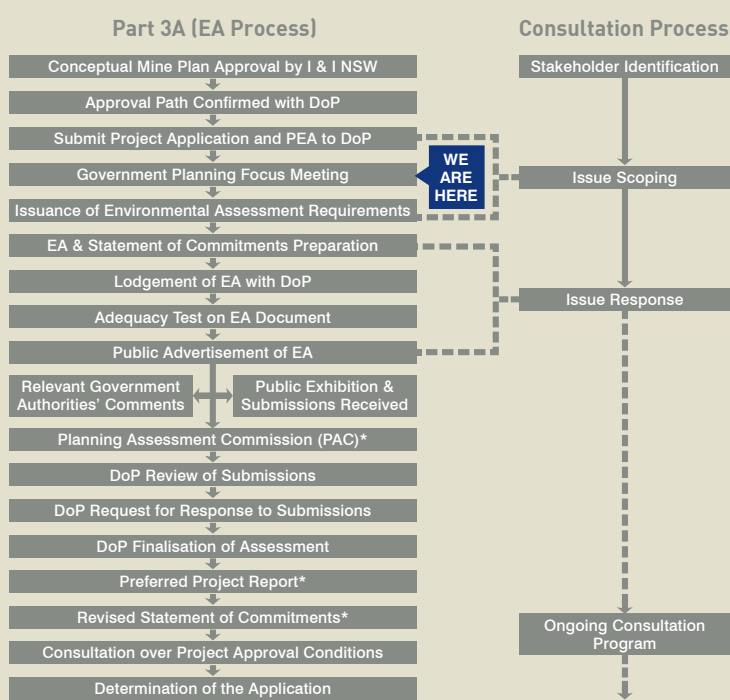 Part 3A (EA Process)
Conceptual Mine Plan Approval by I & I NSW
Approval Path Confirmed with DoP
Submit Project Application and PEA to DoP
Government Planning Focus Meeting
WE
ARE
HERE
Issuance of Environmental Assessment Requirements
EA & Statement of Commitments Preparation
Lodgement of EA with DoP
Adequacy Test on EA Document
Public Advertisement of EA
Relevant Government
Authorities' Comments
Public Exhibition &
Submissions Received
Planning Assessment Commission (PAC)*
DoP Review of Submissions
DoP Request for Response to Submissions
DoP Finalisation of Assessment
Preferred Project Report*
Revised Statement of Commitments*
Consultation over Project Approval Conditions
Determination of the Application
Consultation Process
Stakeholder Identification
Issue Scoping
Issue Response
Ongoing Consultation
Program